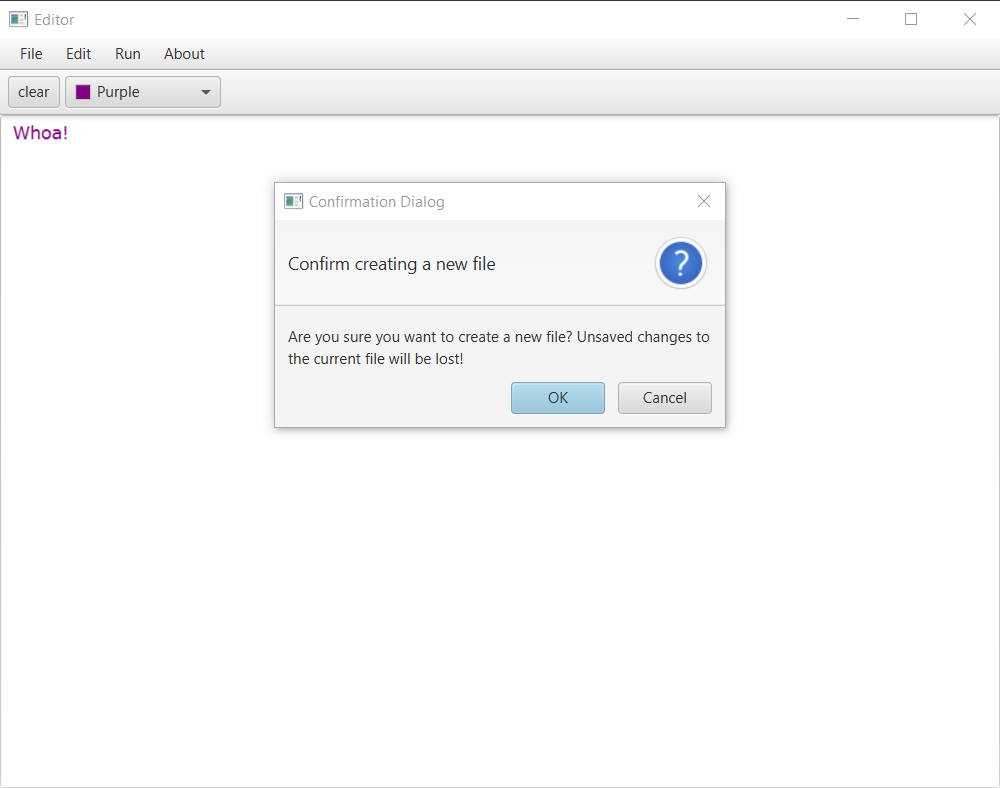 Editor
File Edit Run About
clear Purple
Whoa!
Confirmation Dialog
Confirm creating a new file
?
Are you sure you want to create a new file? Unsaved changes to
the current file will be lost!
OK Cancel